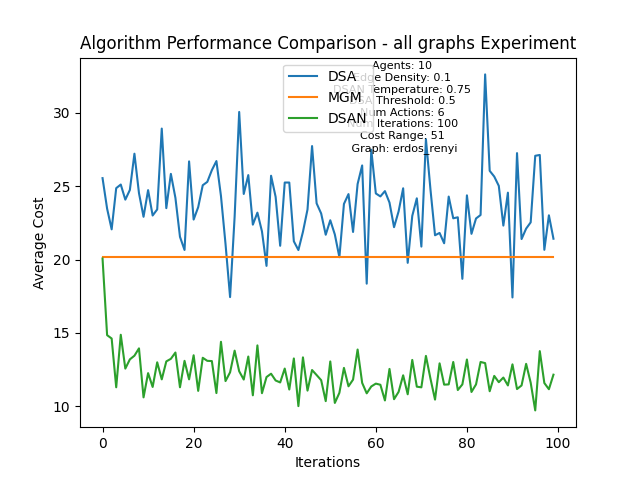 Algorithm Performance Comparison - all graphs Experiment
Agents: 10
Edge Density: 0.1
DSAN Temperature: 0.75
DSA Threshold: 0.5
Num Actions: 6
Num Iterations: 100
Cost Range: 51
Graph: erdos_renyi
DSA
MGM
DSAN
Average Cost
30
25
20
15
10
0
20
40
60
80
100
Iterations